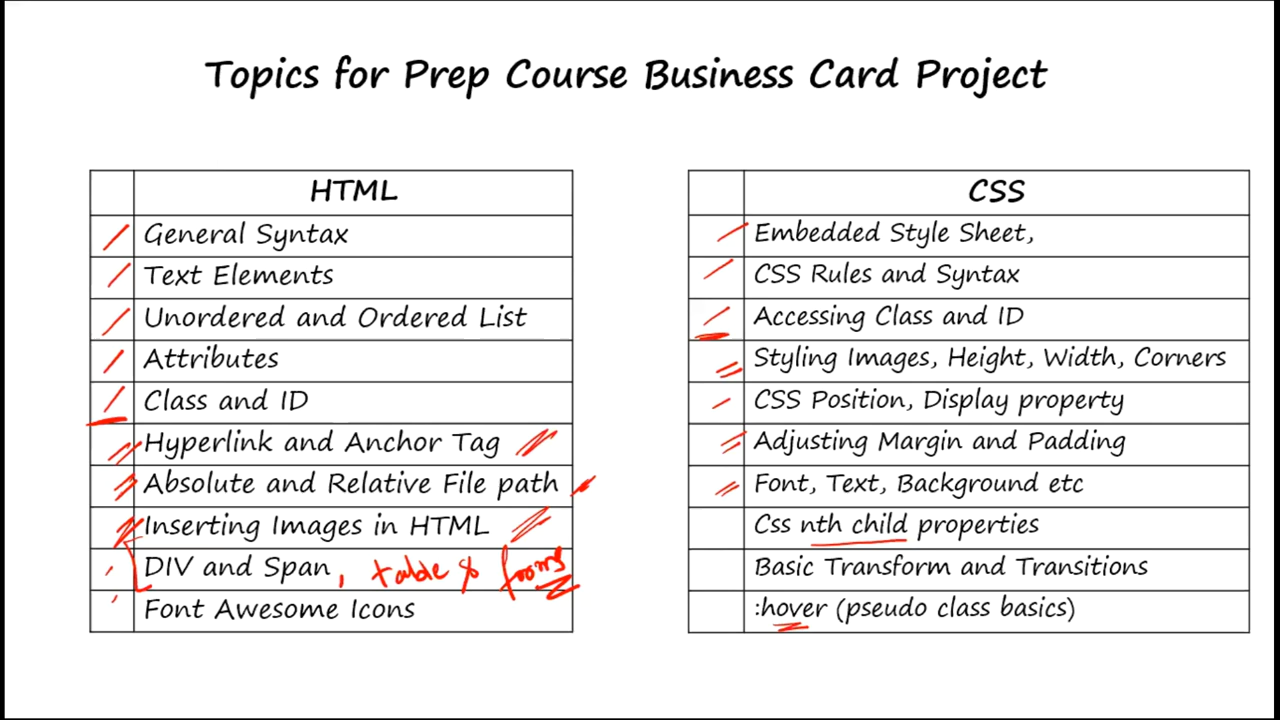 Topics for Prep Course Business Card Project
HTML
General Syntax
Text Elements
Unordered and Ordered List
Attributes
Class and ID
Hyperlink and Anchor Tag
Absolute and Relative File path
Inserting Images in HTML
DIV and Span, table & forms
Font Awesome Icons
CSS
Embedded Style Sheet,
CSS Rules and Syntax
Accessing Class and ID
Styling Images, Height, Width, Corners
CSS Position, Display property
Adjusting Margin and Padding
Font, Text, Background etc
Css nth child properties
Basic Transform and Transitions
:hover (pseudo class basics)